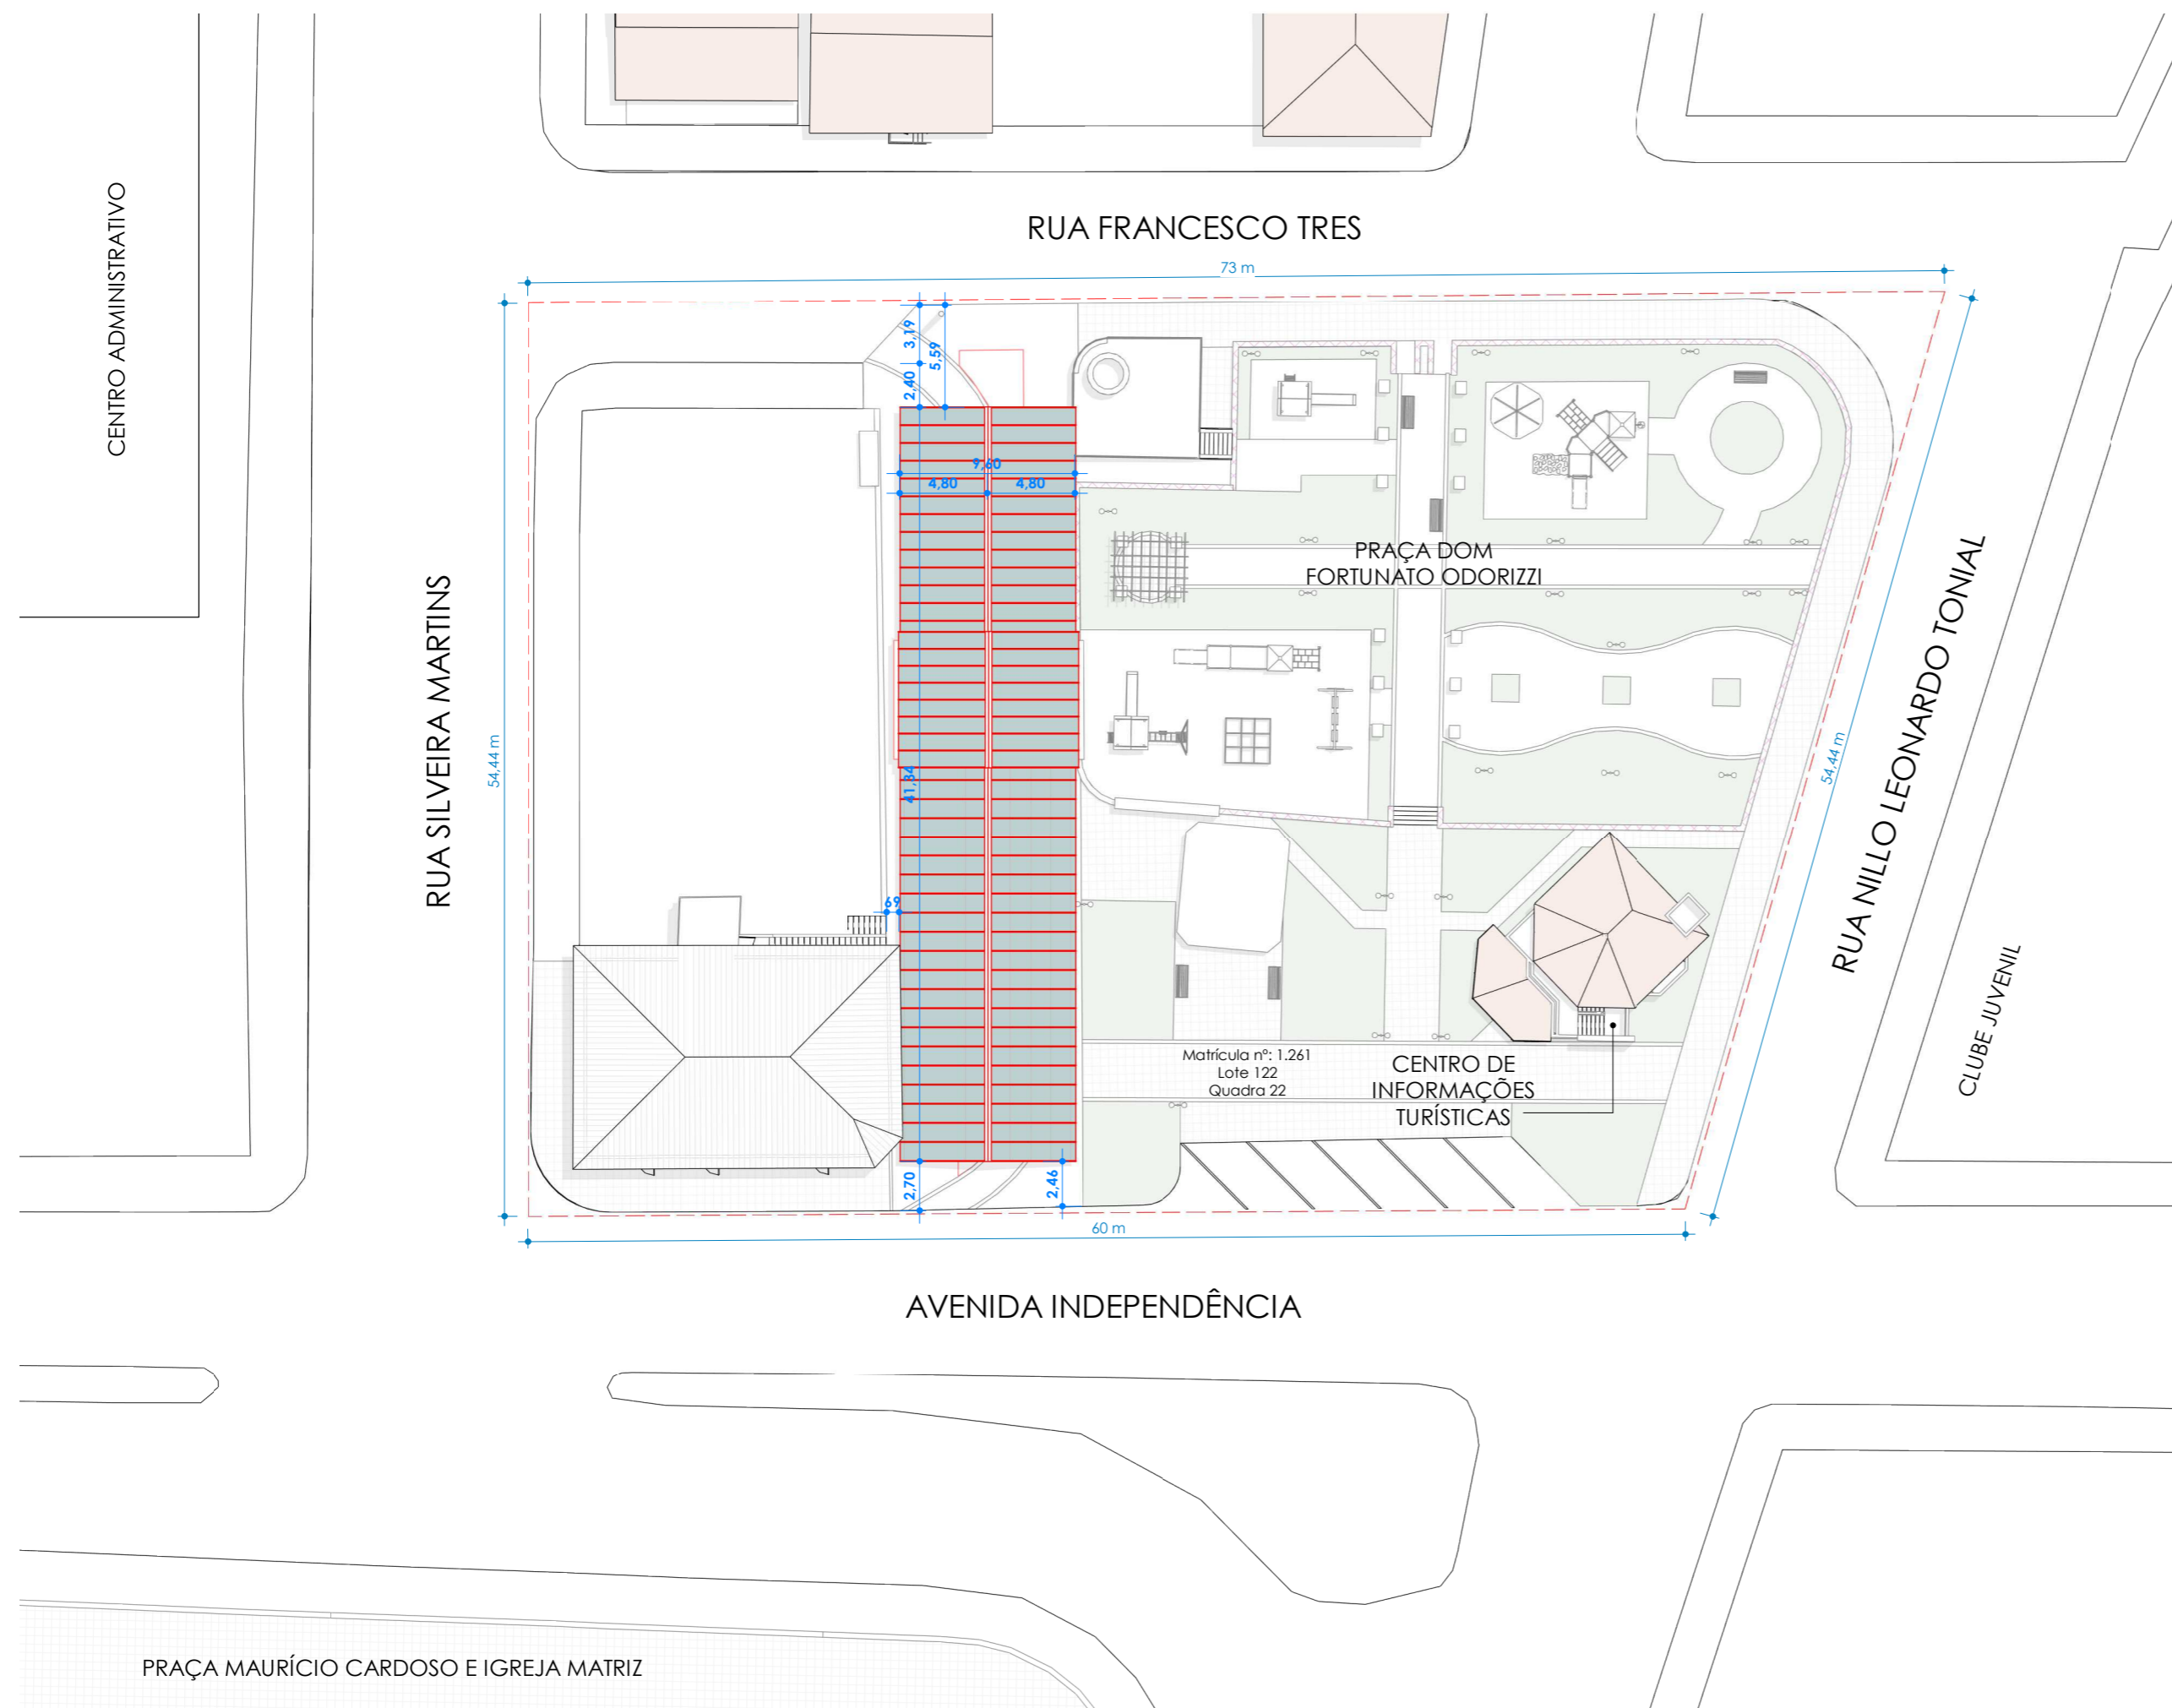 RUA FRANCESCO TRES
73 m
CENTRO ADMINISTRATIVO
3,19
5,59
2,40
9,60
4,80
4,80
PRAÇA DOM
FORTUNATO ODORIZZI
RUA SILVEIRA MARTINS
54,44 m
41,84
54,44 m
RUA NILLO LEONARDO TONIAL
69
CLUBE JUVENIL
Matrícula nº: 1.261
Lote 122
Quadra 22
CENTRO DE
INFORMAÇÕES
TURÍSTICAS
2,70
2,46
60 m
AVENIDA INDEPENDÊNCIA
PRAÇA MAURÍCIO CARDOSO E IGREJA MATRIZ